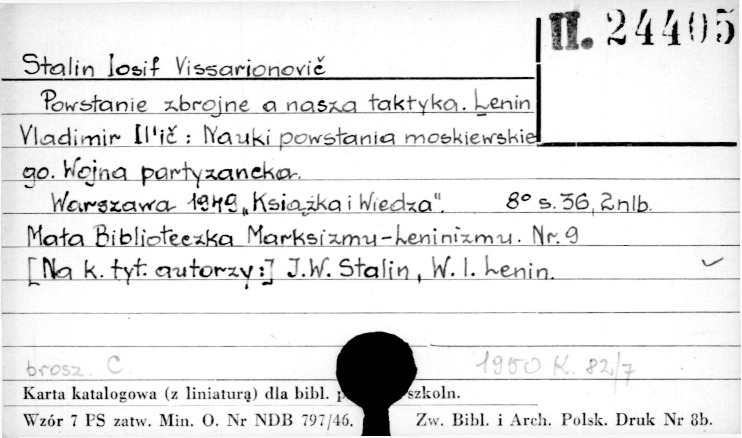 II. 24405
Stalin Iosif Vissarionovič
Powstanie zbrojne a nasza taktyka. Lenin
Vladimir Il'ič: Nauki powstania moskiewskie
go. Wojna partyzancka.
Warszawa 1949 „Książka i Wiedza". 8° s. 36, 2 nlb.
Mała Biblioteczka Marksizmu-Leninizmu. Nr. 9
[Na k. tyt. autorzy:] J.W. Stalin, W. I. Lenin.
brosz. C. 1950 K. 82/7
Karta katalogowa (z liniaturą) dla bibl. szkoln.
Wzór 7 PS zatw. Min. O. Nr NDB 797/46. Zw. Bibl. i Arch. Polsk. Druk Nr 8b.